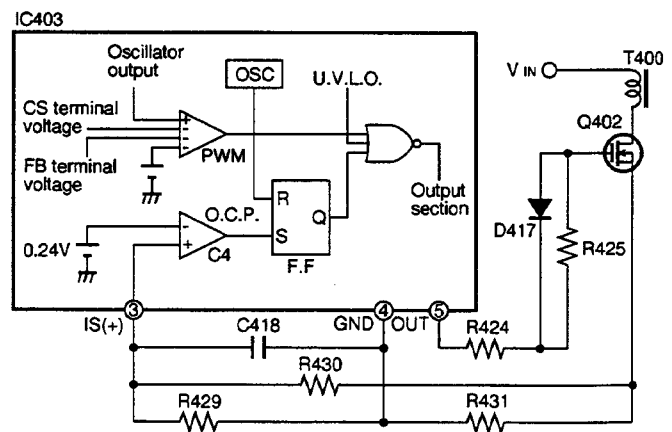 IC403
Oscillator
output
OSC
U.V.L.O.
V IN
T400
CS terminal
voltage
Q402
FB terminal
voltage
PWM
Output
section
O.C.P.
R
Q
S
F.F
0.24V
C4
D417
R425
3
IS(+)
C418
GND
4
OUT
5
R424
R430
R429
R431
+
-
-
-
-
+